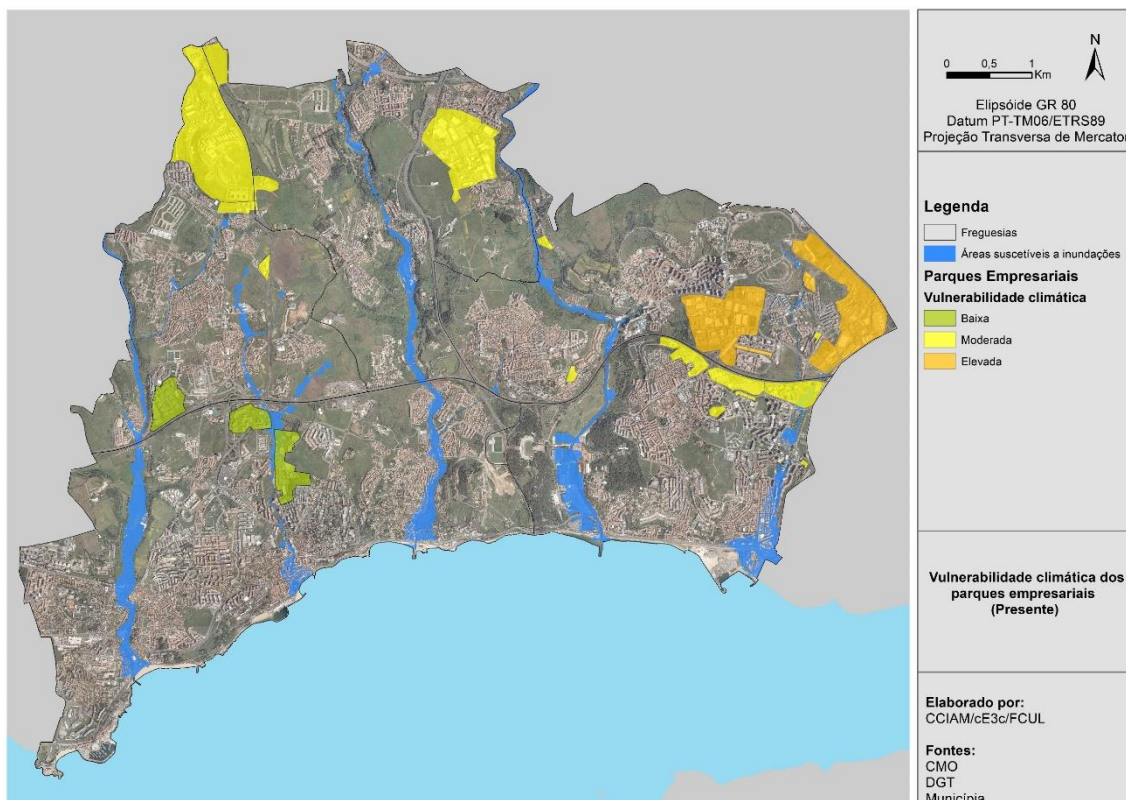 N
0 0,5 1
Km
Elipsóide GR 80
Datum PT-TM06/ETRS89
Projeção Transversa de Mercator
Legenda
Freguesias
Áreas suscetíveis a inundações
Parques Empresariais
Vulnerabilidade climática
Baixa
Moderada
Elevada
Vulnerabilidade climática dos
parques empresariais
(Presente)
Elaborado por:
CCIAM/cE3c/FCUL
Fontes:
CMO
DGT
Municípia